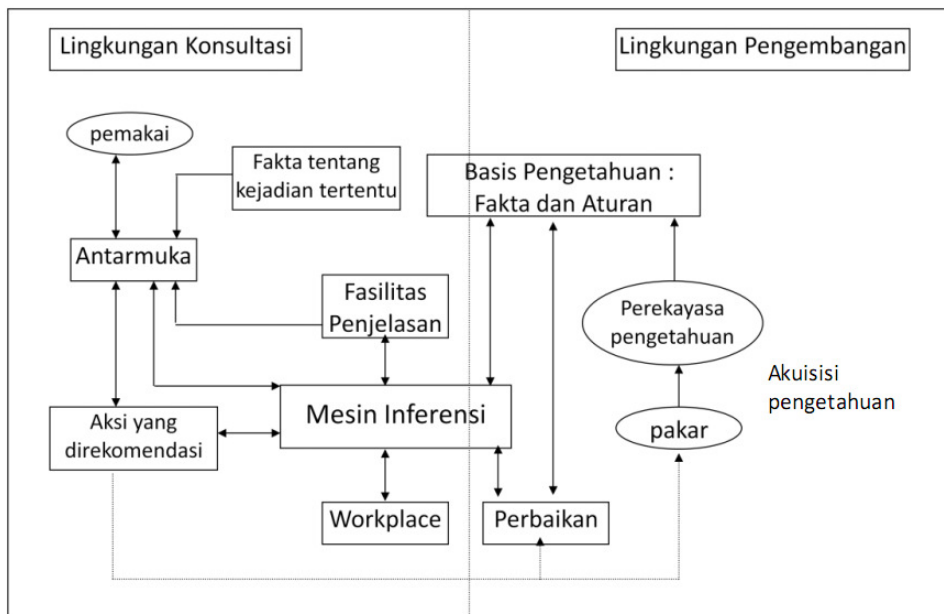 Lingkungan Konsultasi
Lingkungan Pengembangan
pemakai
Fakta tentang
kejadian tertentu
Basis Pengetahuan :
Fakta dan Aturan
Antarmuka
Fasilitas
Penjelasan
Perekayasa
pengetahuan
Akuisisi
pengetahuan
Mesin Inferensi
Aksi yang
direkomendasi
pakar
Workplace
Perbaikan